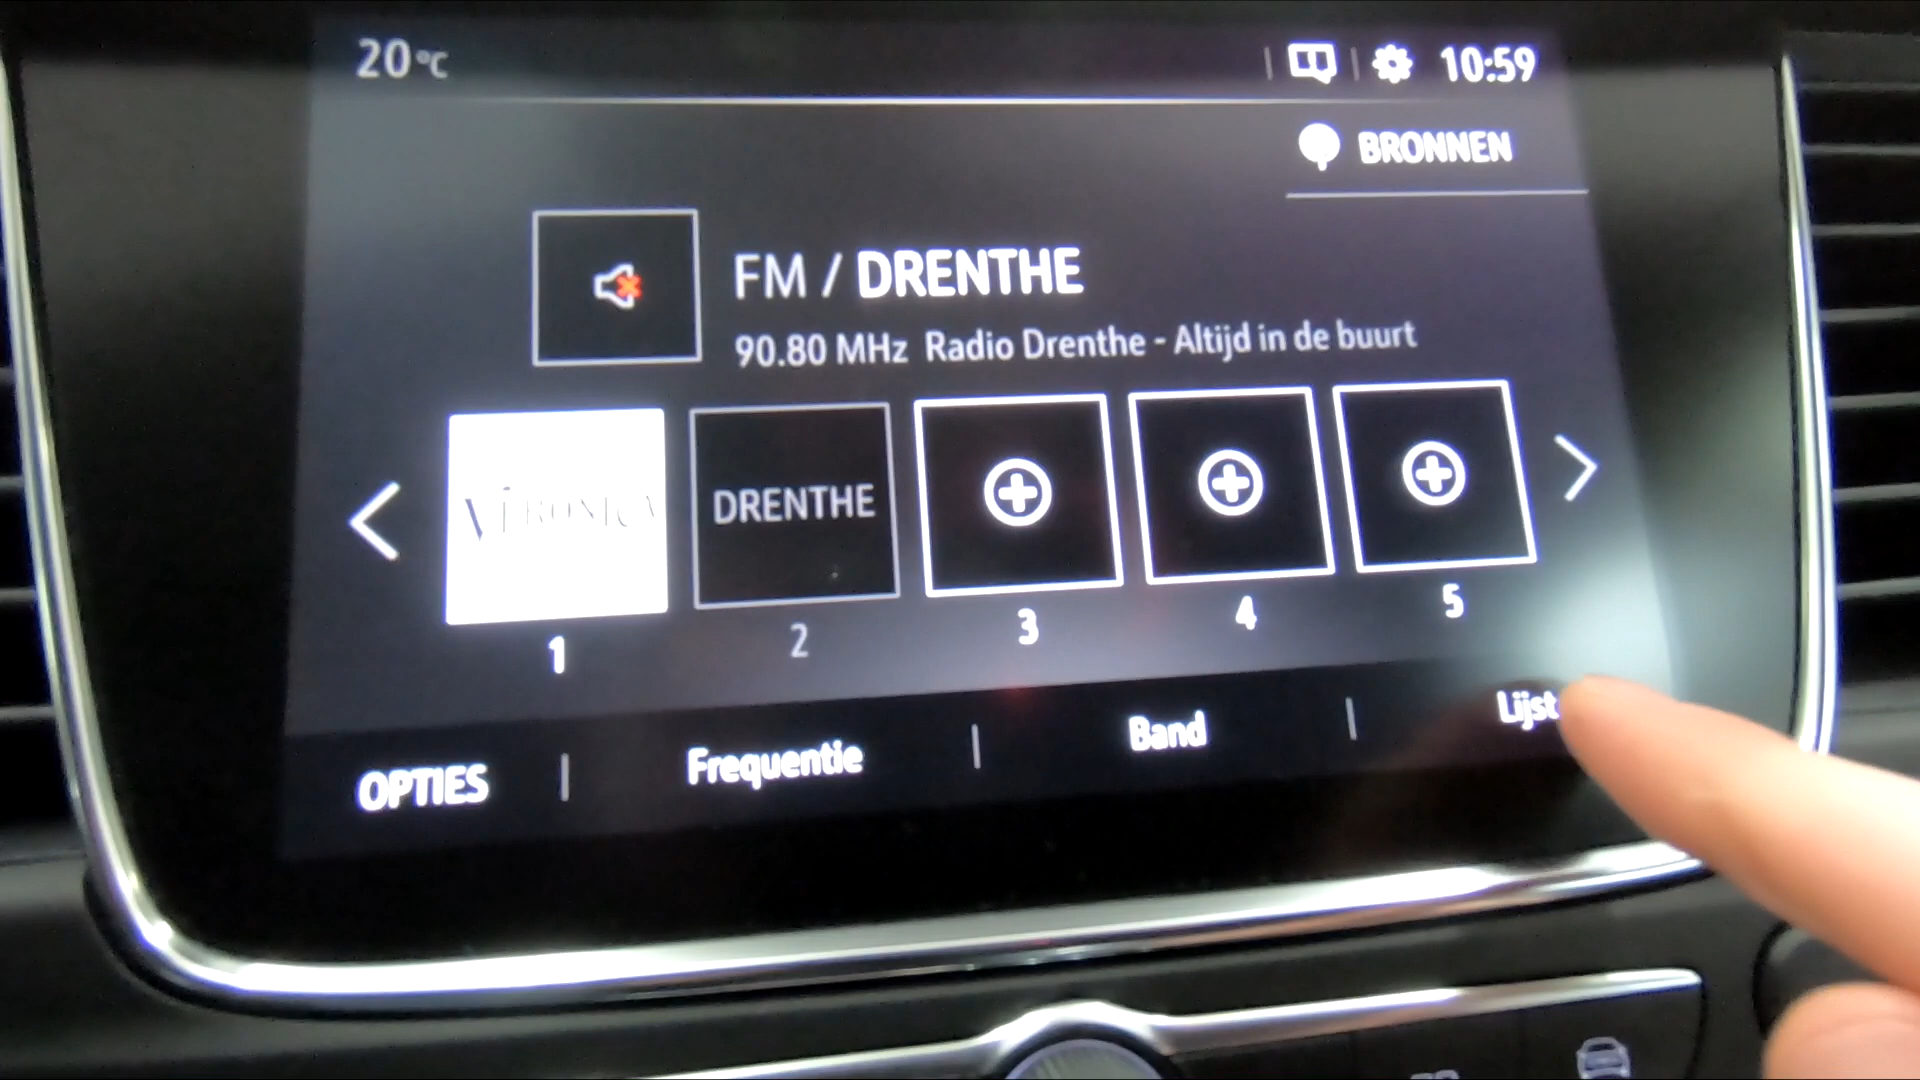 20 °C
10:59
BRONNEN
FM / DRENTHE
90.80 MHz Radio Drenthe - Altijd in de buurt
VERONICA DRENTHE
1 2 3 4 5
OPTIES | Frequentie | Band | Lijst